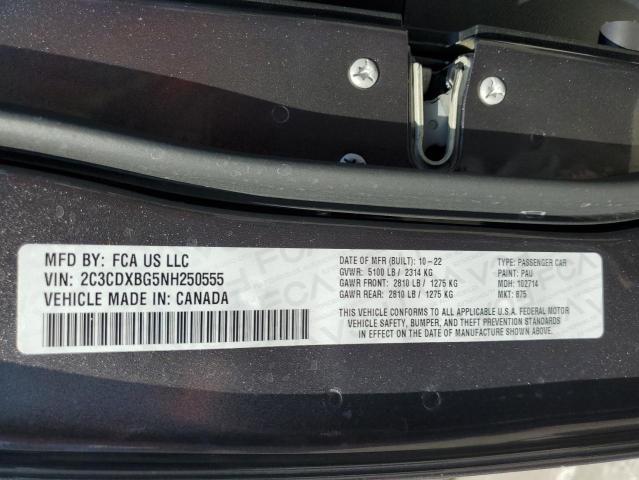 MFD BY: FCA US LLC
VIN: 2C3CDXBG5NH250555
VEHICLE MADE IN: CANADA
DATE OF MFR (BUILT): 10-22
GVWR: 5100 LB / 2314 KG
GAWR FRONT: 2810 LB / 1275 KG
GAWR REAR: 2810 LB / 1275 KG
TYPE: PASSENGER CAR
PAINT: PAU
MDH: 102714
MKT: 875
THIS VEHICLE CONFORMS TO ALL APPLICABLE U.S.A. FEDERAL MOTOR
VEHICLE SAFETY, BUMPER, AND THEFT PREVENTION STANDARDS
IN EFFECT ON THE DATE OF MANUFACTURE SHOWN ABOVE.